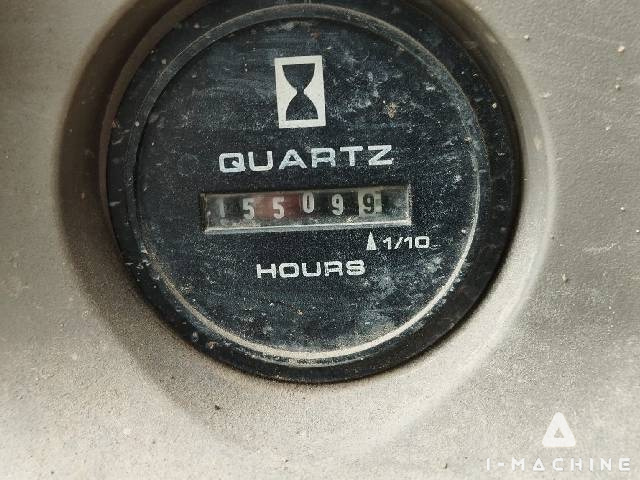 QUARTZ
155099
1/10
HOURS
I-MACHINE